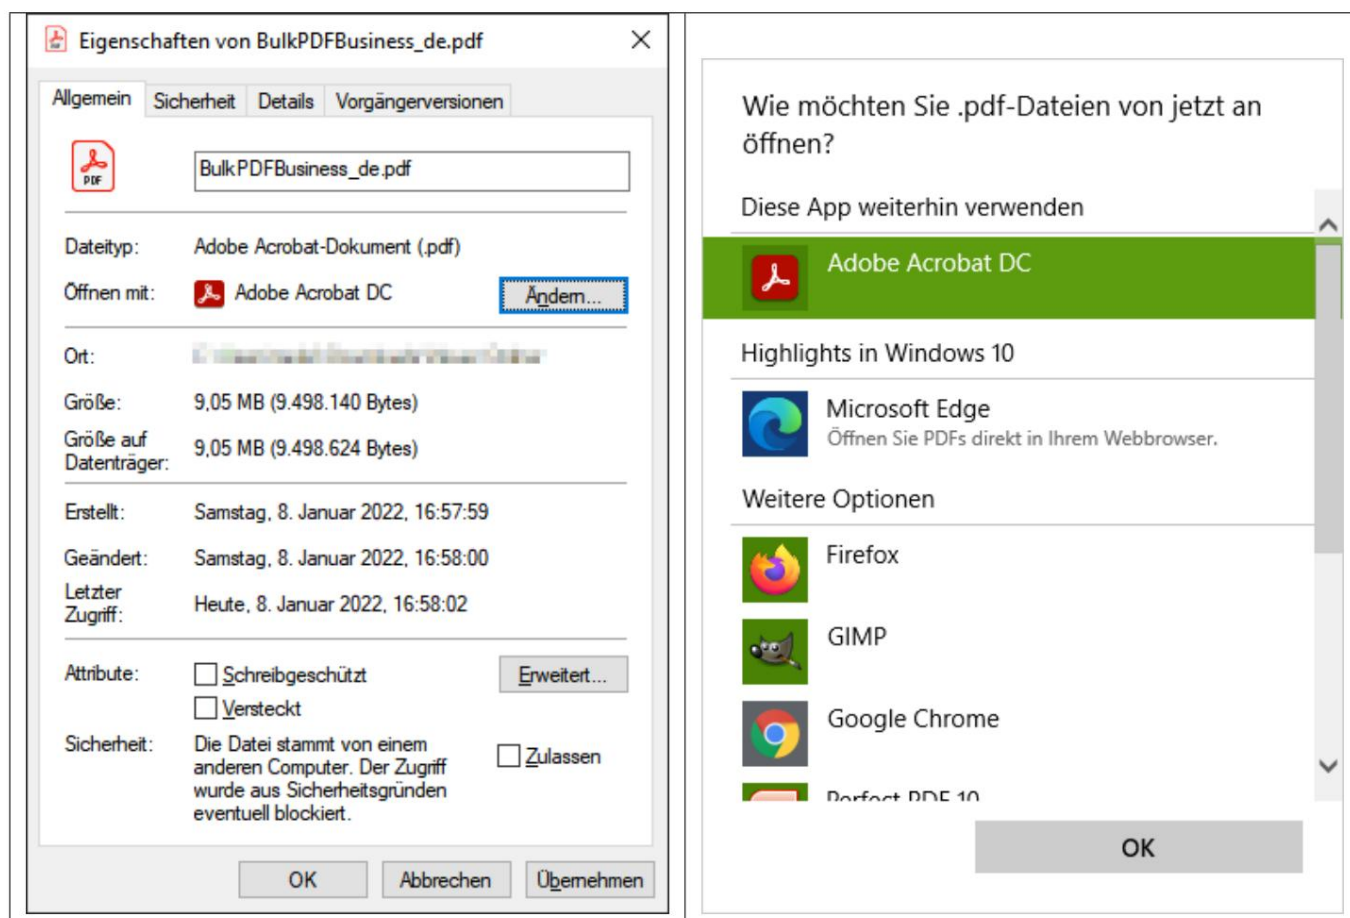 Eigenschaften von BulkPDFBusiness_de.pdf
Allgemein Sicherheit Details Vorgängerversionen
PDF
BulkPDFBusiness_de.pdf
Dateityp: Adobe Acrobat-Dokument (.pdf)
Öffnen mit: Adobe Acrobat DC Ändern...
Ort:
Größe: 9,05 MB (9.498.140 Bytes)
Größe auf
Datenträger: 9,05 MB (9.498.624 Bytes)
Erstellt: Samstag, 8. Januar 2022, 16:57:59
Geändert: Samstag, 8. Januar 2022, 16:58:00
Letzter
Zugriff: Heute, 8. Januar 2022, 16:58:02
Attribute: Schreibgeschützt Erweitert...
Versteckt
Sicherheit: Die Datei stammt von einem
anderen Computer. Der Zugriff
wurde aus Sicherheitsgründen
eventuell blockiert.
Zulassen
OK Abbrechen Übernehmen
Wie möchten Sie .pdf-Dateien von jetzt an
öffnen?
Diese App weiterhin verwenden
Adobe Acrobat DC
Highlights in Windows 10
Microsoft Edge
Öffnen Sie PDFs direkt in Ihrem Webbrowser.
Weitere Optionen
Firefox
GIMP
Google Chrome
Perfect PDF 10
OK